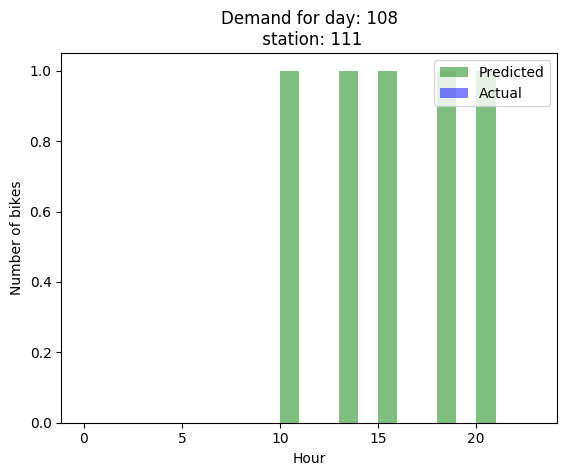 Demand for day: 108
station: 111
Predicted
Actual
1.0
0.8
0.6
0.4
0.2
0.0
Number of bikes
0
5
10
15
20
Hour